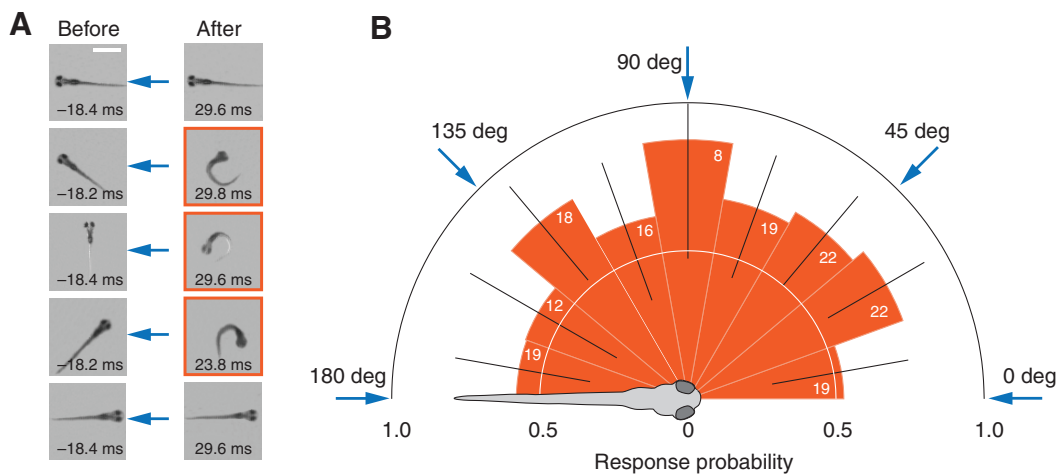 A
Before
After
−18.4 ms
29.6 ms
−18.2 ms
29.8 ms
−18.4 ms
29.6 ms
−18.2 ms
23.8 ms
−18.4 ms
29.6 ms
B
90 deg
135 deg
45 deg
8
18
16
19
22
12
22
19
19
180 deg
0 deg
1.0
0.5
0
0.5
1.0
Response probability